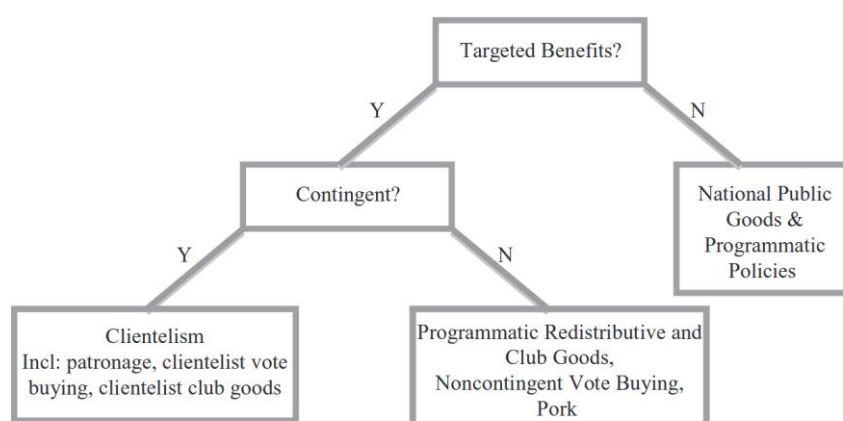 Targeted Benefits?
Y
N
Contingent?
National Public
Goods &
Programmatic
Policies
Y
N
Clientelism
Incl: patronage, clientelist vote
buying, clientelist club goods
Programmatic Redistributive and
Club Goods,
Noncontingent Vote Buying,
Pork